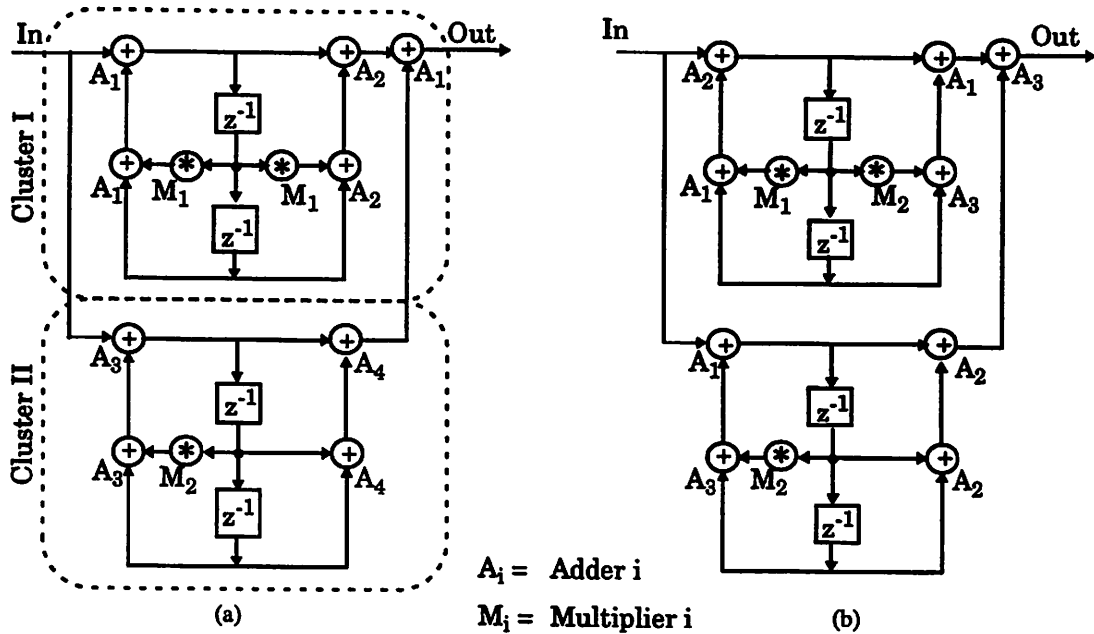 In
Out
A₁
A₂
A₁
z⁻¹
Cluster I
A₁
*
M₁
*
M₁
A₂
z⁻¹
A₃
A₄
z⁻¹
Cluster II
A₃
*
M₂
A₄
z⁻¹
(a)
In
Out
A₂
A₁
A₃
z⁻¹
A₁
*
M₁
*
M₂
A₃
z⁻¹
A₁
A₂
z⁻¹
A₃
*
M₂
A₂
z⁻¹
(b)
Aᵢ = Adder i
Mᵢ = Multiplier i